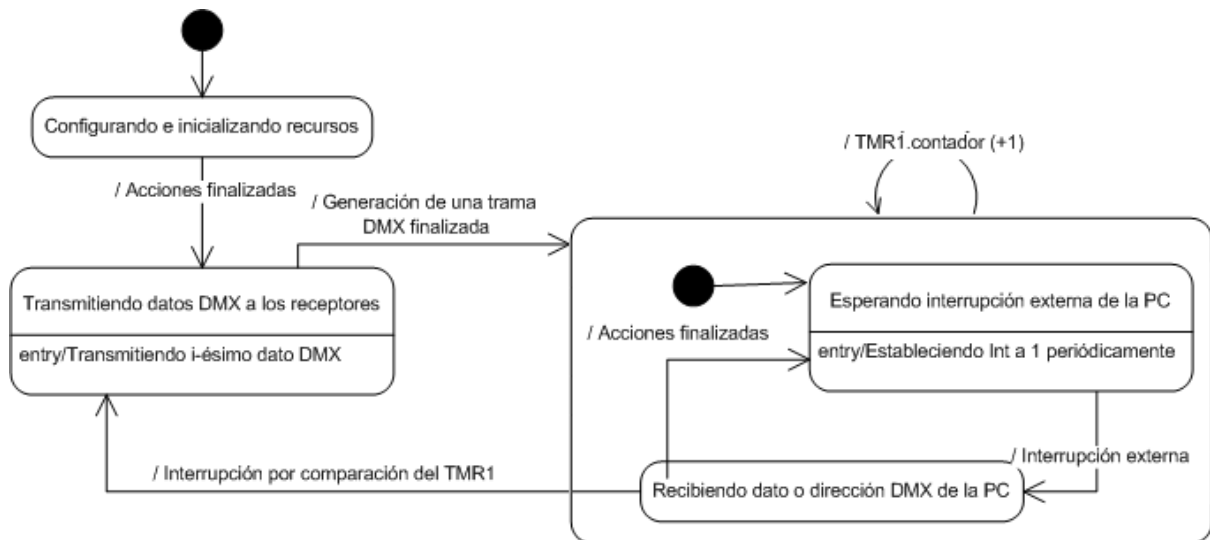 Configurando e inicializando recursos
/ Acciones finalizadas
/ Generación de una trama
DMX finalizada
/ TMR1.contador (+1)
Transmitiendo datos DMX a los receptores
entry/Transmitiendo i-ésimo dato DMX
Esperando interrupción externa de la PC
entry/Estableciendo Int a 1 periódicamente
/ Acciones finalizadas
/ Interrupción externa
/ Interrupción por comparación del TMR1
Recibiendo dato o dirección DMX de la PC